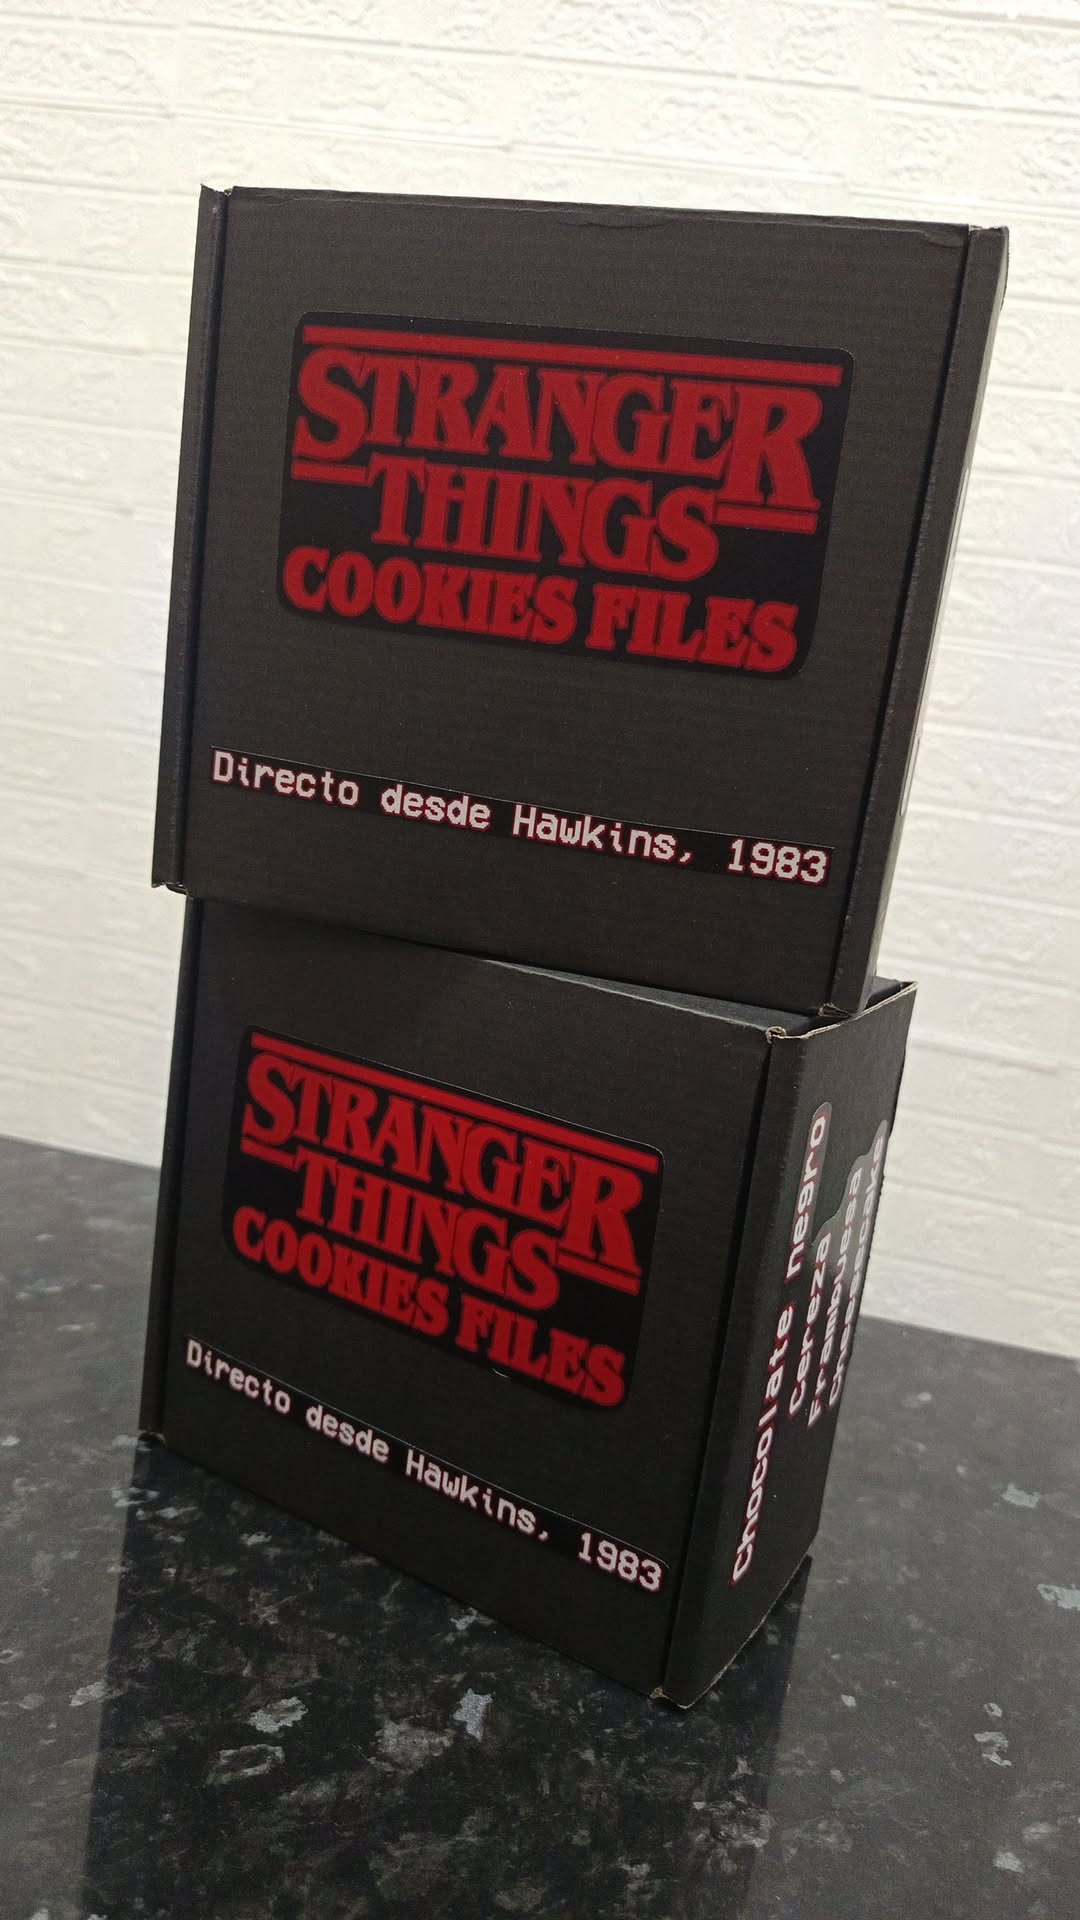 STRANGER
THINGS
COOKIES FILES
Directo desde Hawkins, 1983
STRANGER
THINGS
COOKIES FILES
Directo desde Hawkins, 1983
Chocolate negro
Cereza
Frambuesa
Cheesecake